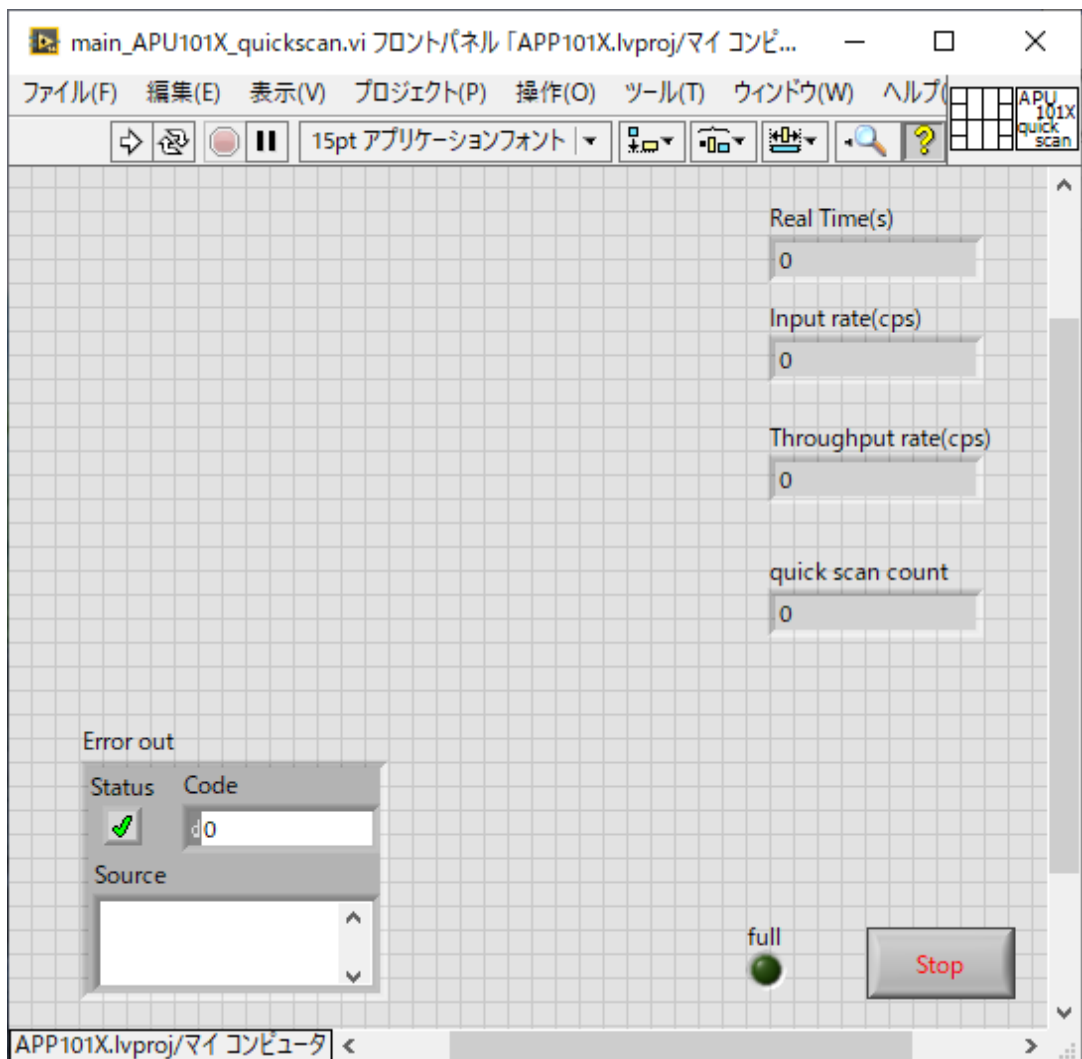 main_APU101X_quickscan.vi フロントパネル 「APP101X.lvproj/マイ コンピ...
ファイル(F) 編集(E) 表示(V) プロジェクト(P) 操作(O) ツール(T) ウィンドウ(W) ヘルプ(
APU
101X
quick
scan
15pt アプリケーションフォント
Real Time(s)
0
Input rate(cps)
0
Throughput rate(cps)
0
quick scan count
0
Error out
Status Code
d 0
Source
full
Stop
APP101X.lvproj/マイ コンピュータ